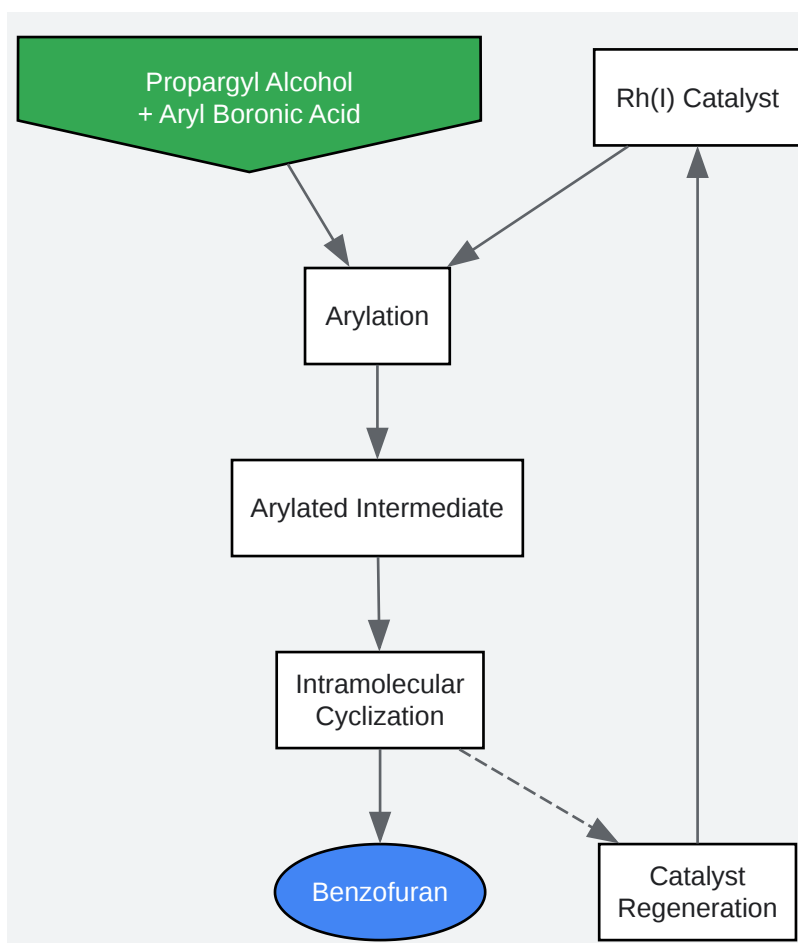 Propargyl Alcohol
+ Aryl Boronic Acid
Rh(I) Catalyst
Arylation
Arylated Intermediate
Intramolecular
Cyclization
Benzofuran
Catalyst
Regeneration